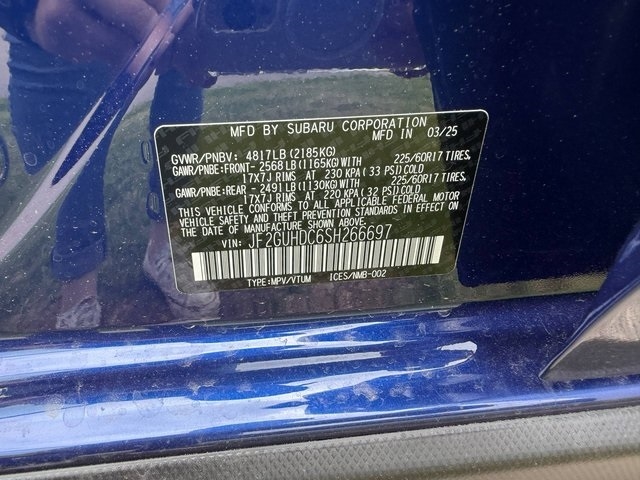 MFD BY SUBARU CORPORATION
MFD IN 03/25
GVWR/PNBV: 4817LB (2185KG)
GAWR/PNBE:FRONT- 2568LB(1165KG)WITH 225/60R17 TIRES,
17X7J RIMS AT 230 KPA( 33 PSI)COLD
GAWR/PNBE:REAR - 2491LB(1130KG)WITH 225/60R17 TIRES,
17X7J RIMS AT 220 KPA( 32 PSI)COLD
THIS VEHICLE CONFORMS TO ALL APPLICABLE FEDERAL MOTOR
VEHICLE SAFETY AND THEFT PREVENTION STANDARDS IN EFFECT ON
THE DATE OF MANUFACTURE SHOWN ABOVE.
VIN: JF2GUHDC6SH266697
TYPE:MPV/VTUM ICES/NMB-002